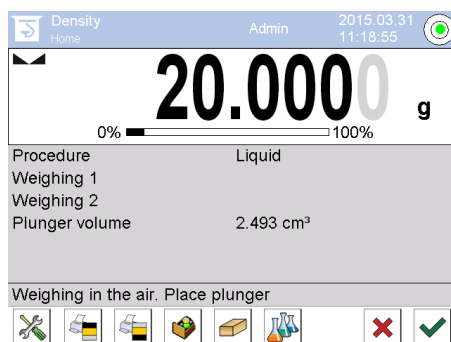 Density
Home
Admin
2015.03.31
11:18:55
20.0000 g
0% 100%
Procedure Liquid
Weighing 1
Weighing 2
Plunger volume 2.493 cm³
Weighing in the air. Place plunger